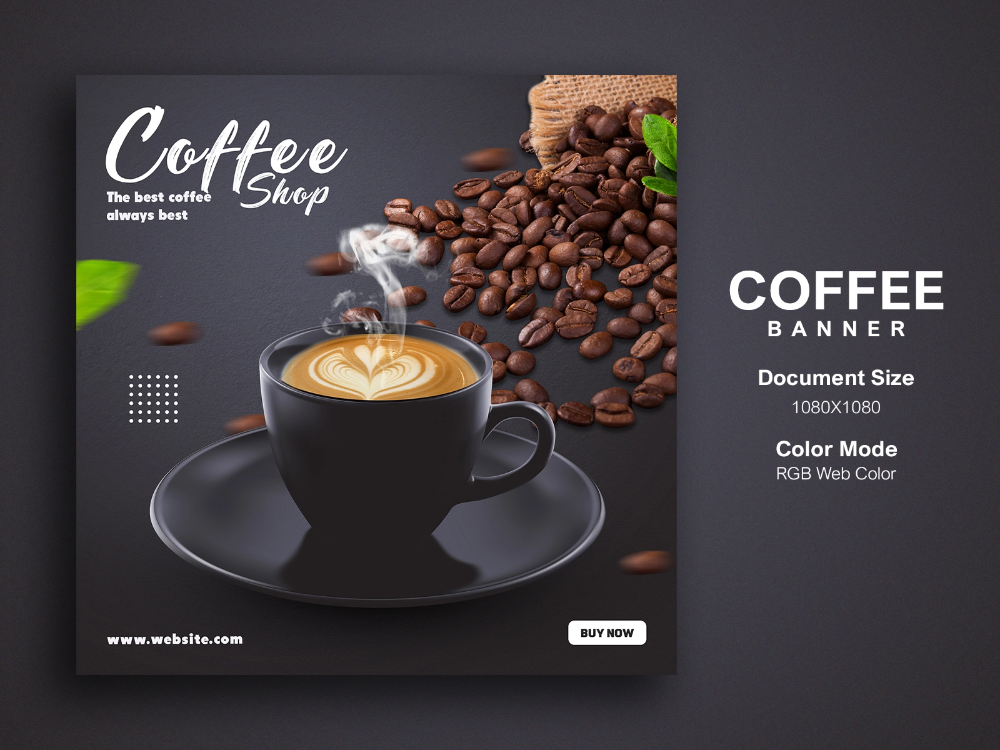 Coffee
Shop
The best coffee
always best
www.website.com
BUY NOW
COFFEE
BANNER
Document Size
1080X1080
Color Mode
RGB Web Color